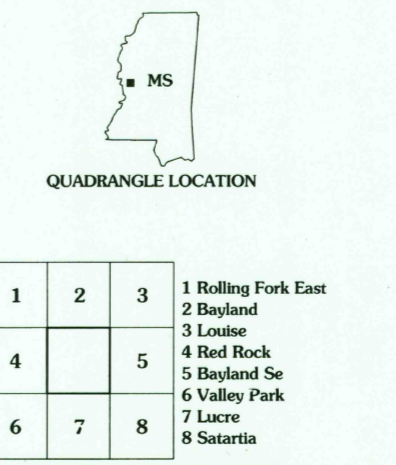 MS
QUADRANGLE LOCATION
1 2 3
4 5
6 7 8
1 Rolling Fork East
2 Bayland
3 Louise
4 Red Rock
5 Bayland Se
6 Valley Park
7 Lucre
8 Satartia